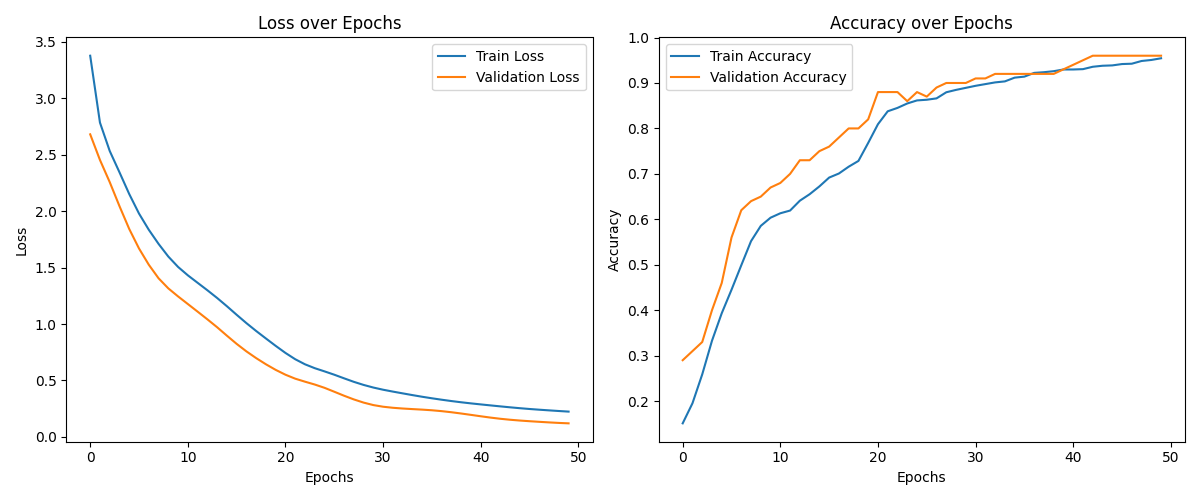 Loss over Epochs
3.5
3.0
2.5
2.0
1.5
1.0
0.5
0.0
Loss
Train Loss
Validation Loss
0 10 20 30 40 50
Epochs
Accuracy over Epochs
1.0
0.9
0.8
0.7
0.6
0.5
0.4
0.3
0.2
Accuracy
Train Accuracy
Validation Accuracy
0 10 20 30 40 50
Epochs